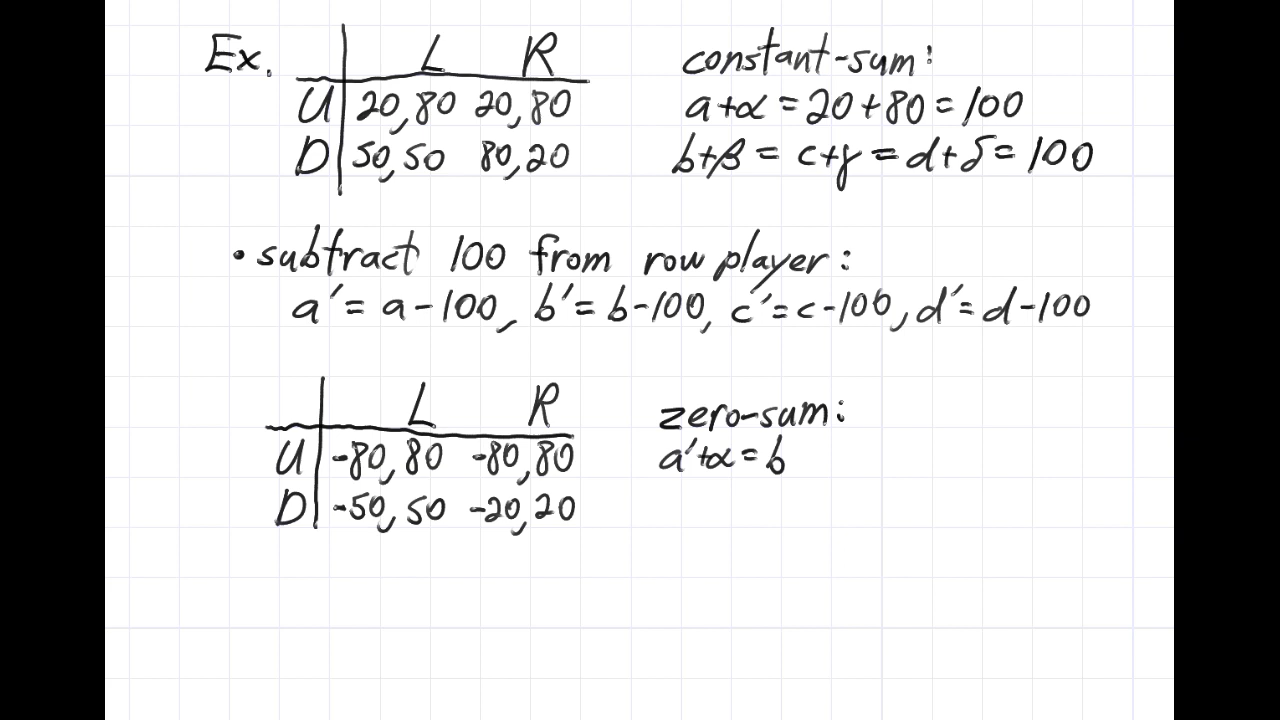 Ex. L R
U 20,80 20,80
D 50,50 80,20
constant-sum:
a+α = 20+80 = 100
b+β = c+γ = d+δ = 100
• subtract 100 from row player:
a′ = a-100, b′ = b-100, c′ = c-100, d′ = d-100
L R
U -80,80 -80,80
D -50,50 -20,20
zero-sum:
a′+α = b